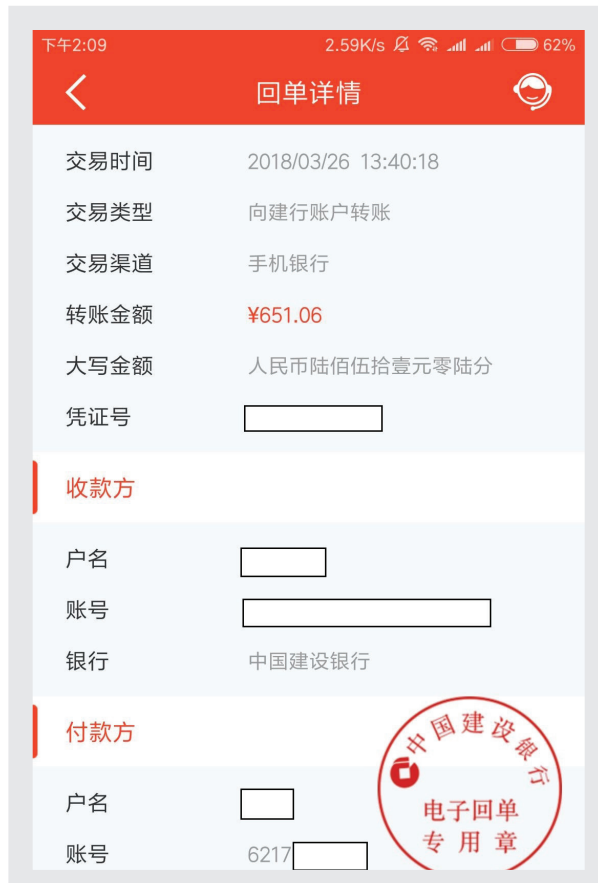 下午2:09 2.59K/s 62%
回单详情
交易时间 2018/03/26 13:40:18
交易类型 向建行账户转账
交易渠道 手机银行
转账金额 ¥651.06
大写金额 人民币陆佰伍拾壹元零陆分
凭证号
收款方
户名
账号
银行 中国建设银行
付款方
中国建设银行
户名
电子回单
账号 6217
专用章